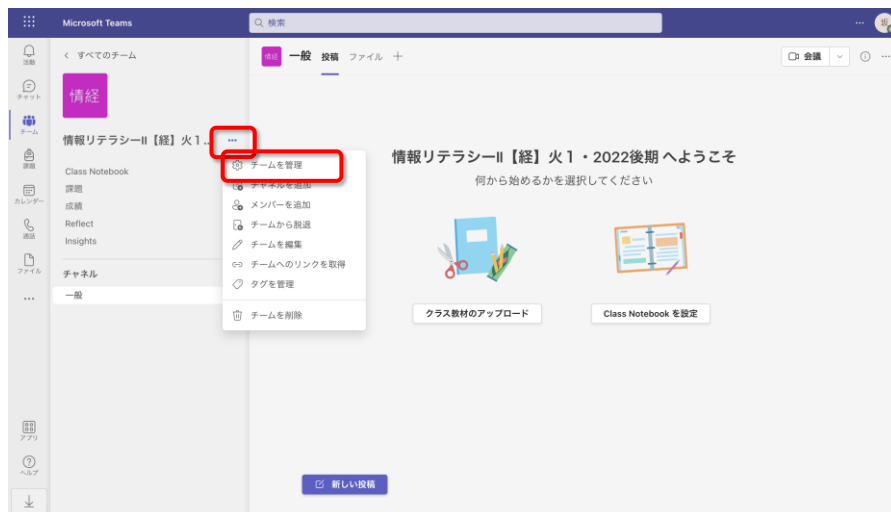 Microsoft Teams
検索
活動
チャット
チーム
課題
カレンダー
通話
ファイル
アプリ
ヘルプ
< すべてのチーム
情経
情報リテラシーII【経】火1...
Class Notebook
課題
成績
Reflect
Insights
チャネル
一般
チームを管理
チャネルを追加
メンバーを追加
チームから脱退
チームを編集
チームへのリンクを取得
タグを管理
チームを削除
情経 一般 投稿 ファイル +
会議
情報リテラシーII【経】火1・2022後期 へようこそ
何から始めるかを選択してください
クラス教材のアップロード
Class Notebook を設定
新しい投稿